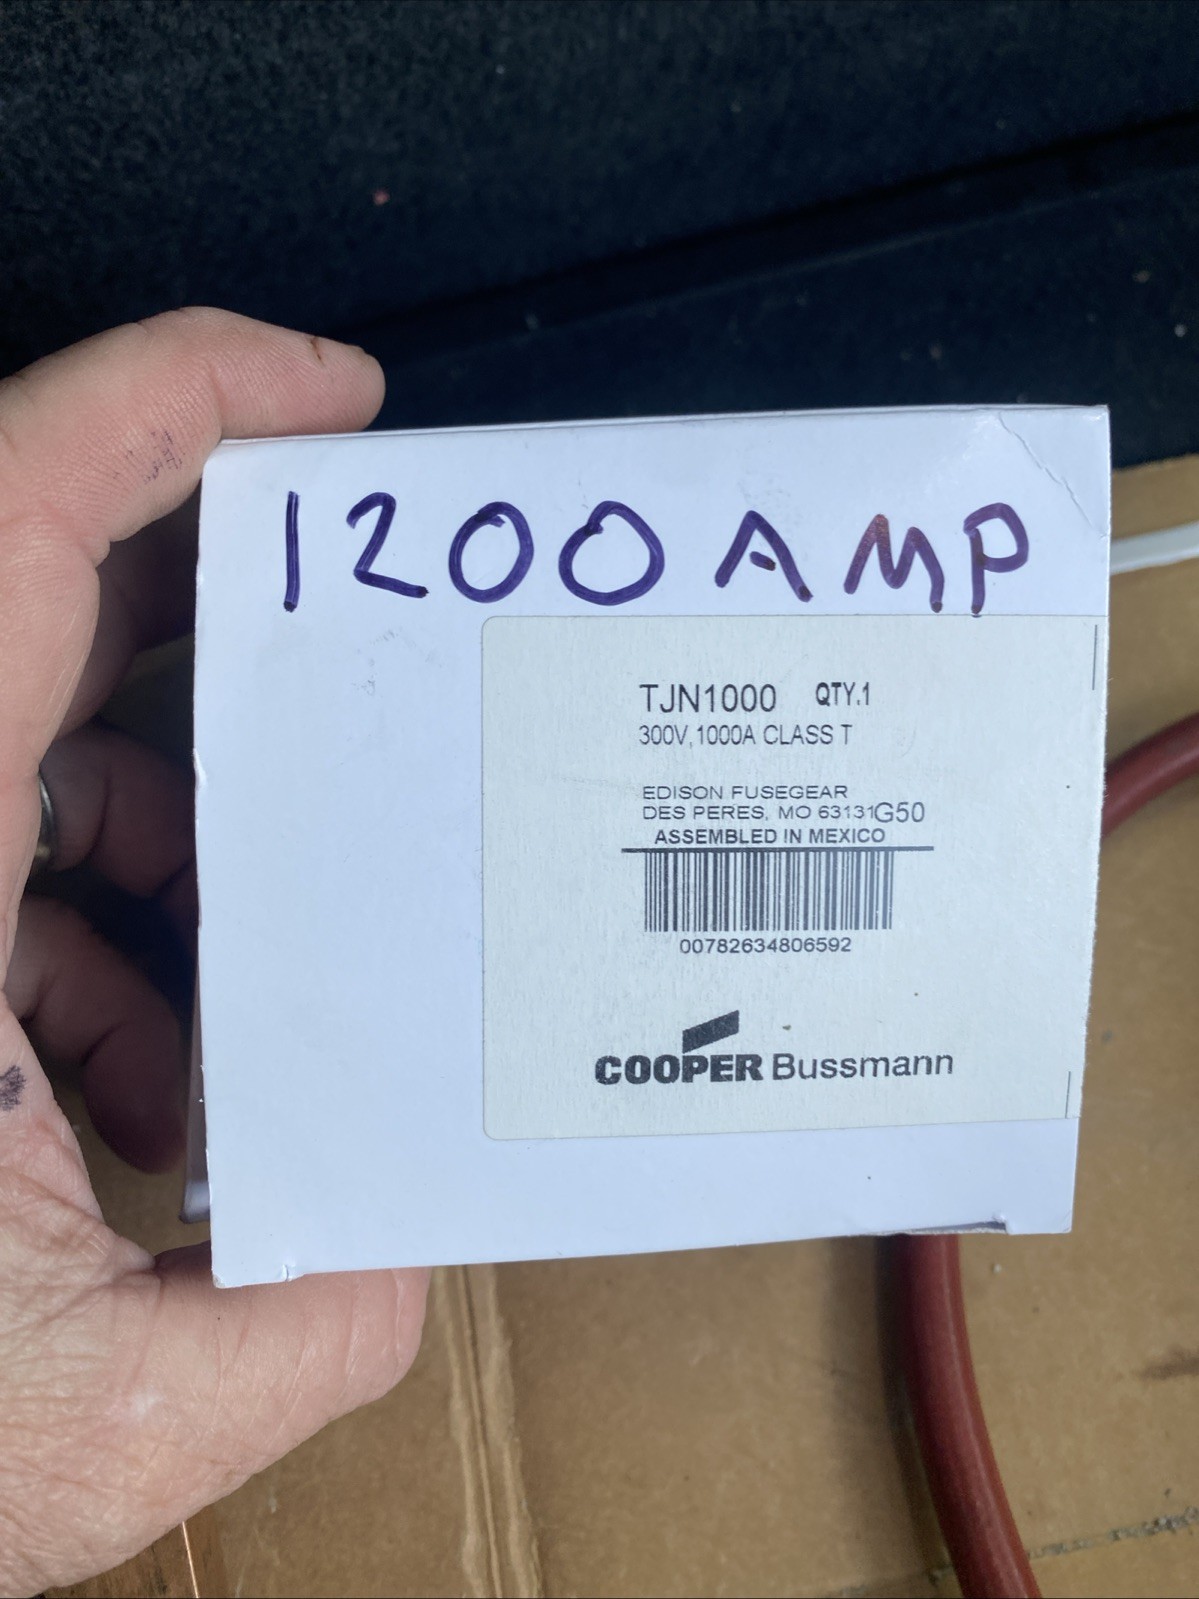 1200 AMP
TJN1000 QTY.1
300V,1000A CLASS T
EDISON FUSEGEAR
DES PERES, MO 63131G50
ASSEMBLED IN MEXICO
00782634806592
COOPER Bussmann